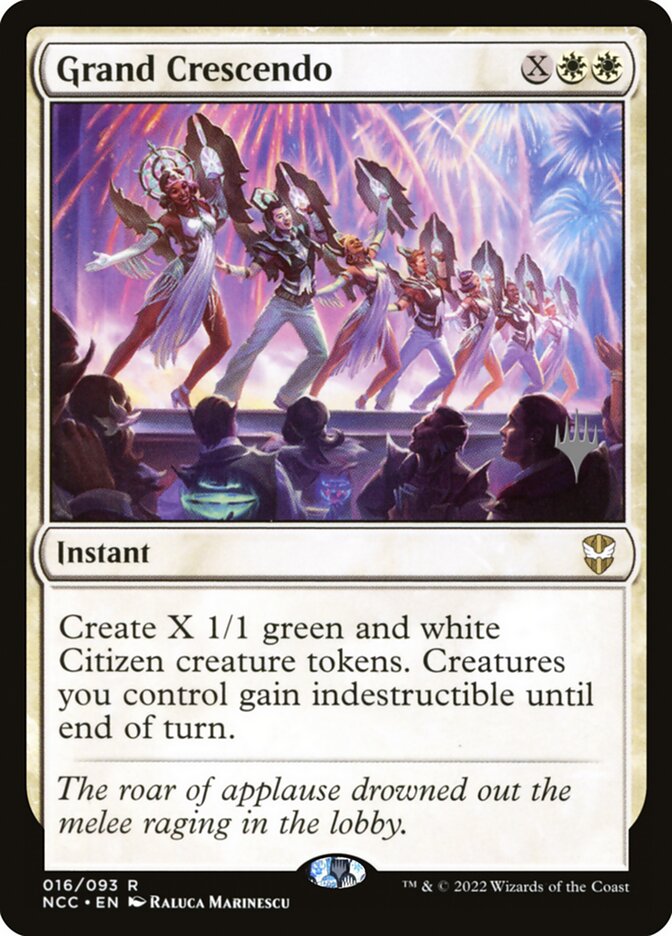 Grand Crescendo X
Instant
Create X 1/1 green and white
Citizen creature tokens. Creatures
you control gain indestructible until
end of turn.
The roar of applause drowned out the
melee raging in the lobby.
016/093 R
NCC • EN Raluca Marinescu
™ & © 2022 Wizards of the Coast